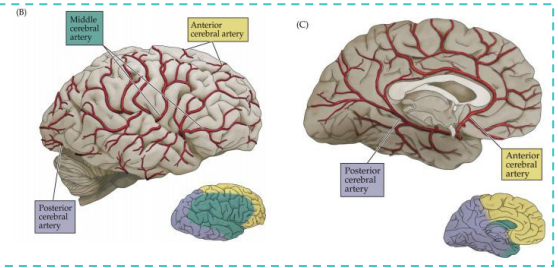 (B)
Middle
cerebral
artery
Anterior
cerebral artery
Posterior
cerebral
artery
(C)
Posterior
cerebral
artery
Anterior
cerebral
artery